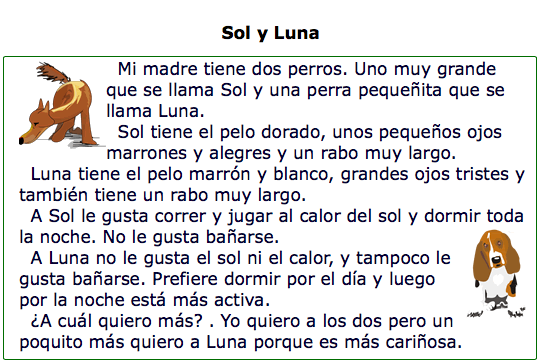 Sol y Luna
Mi madre tiene dos perros. Uno muy grande
que se llama Sol y una perra pequeñita que se
llama Luna.
Sol tiene el pelo dorado, unos pequeños ojos
marrones y alegres y un rabo muy largo.
Luna tiene el pelo marrón y blanco, grandes ojos tristes y
también tiene un rabo muy largo.
A Sol le gusta correr y jugar al calor del sol y dormir toda
la noche. No le gusta bañarse.
A Luna no le gusta el sol ni el calor, y tampoco le
gusta bañarse. Prefiere dormir por el día y luego
por la noche está más activa.
¿A cuál quiero más? . Yo quiero a los dos pero un
poquito más quiero a Luna porque es más cariñosa.